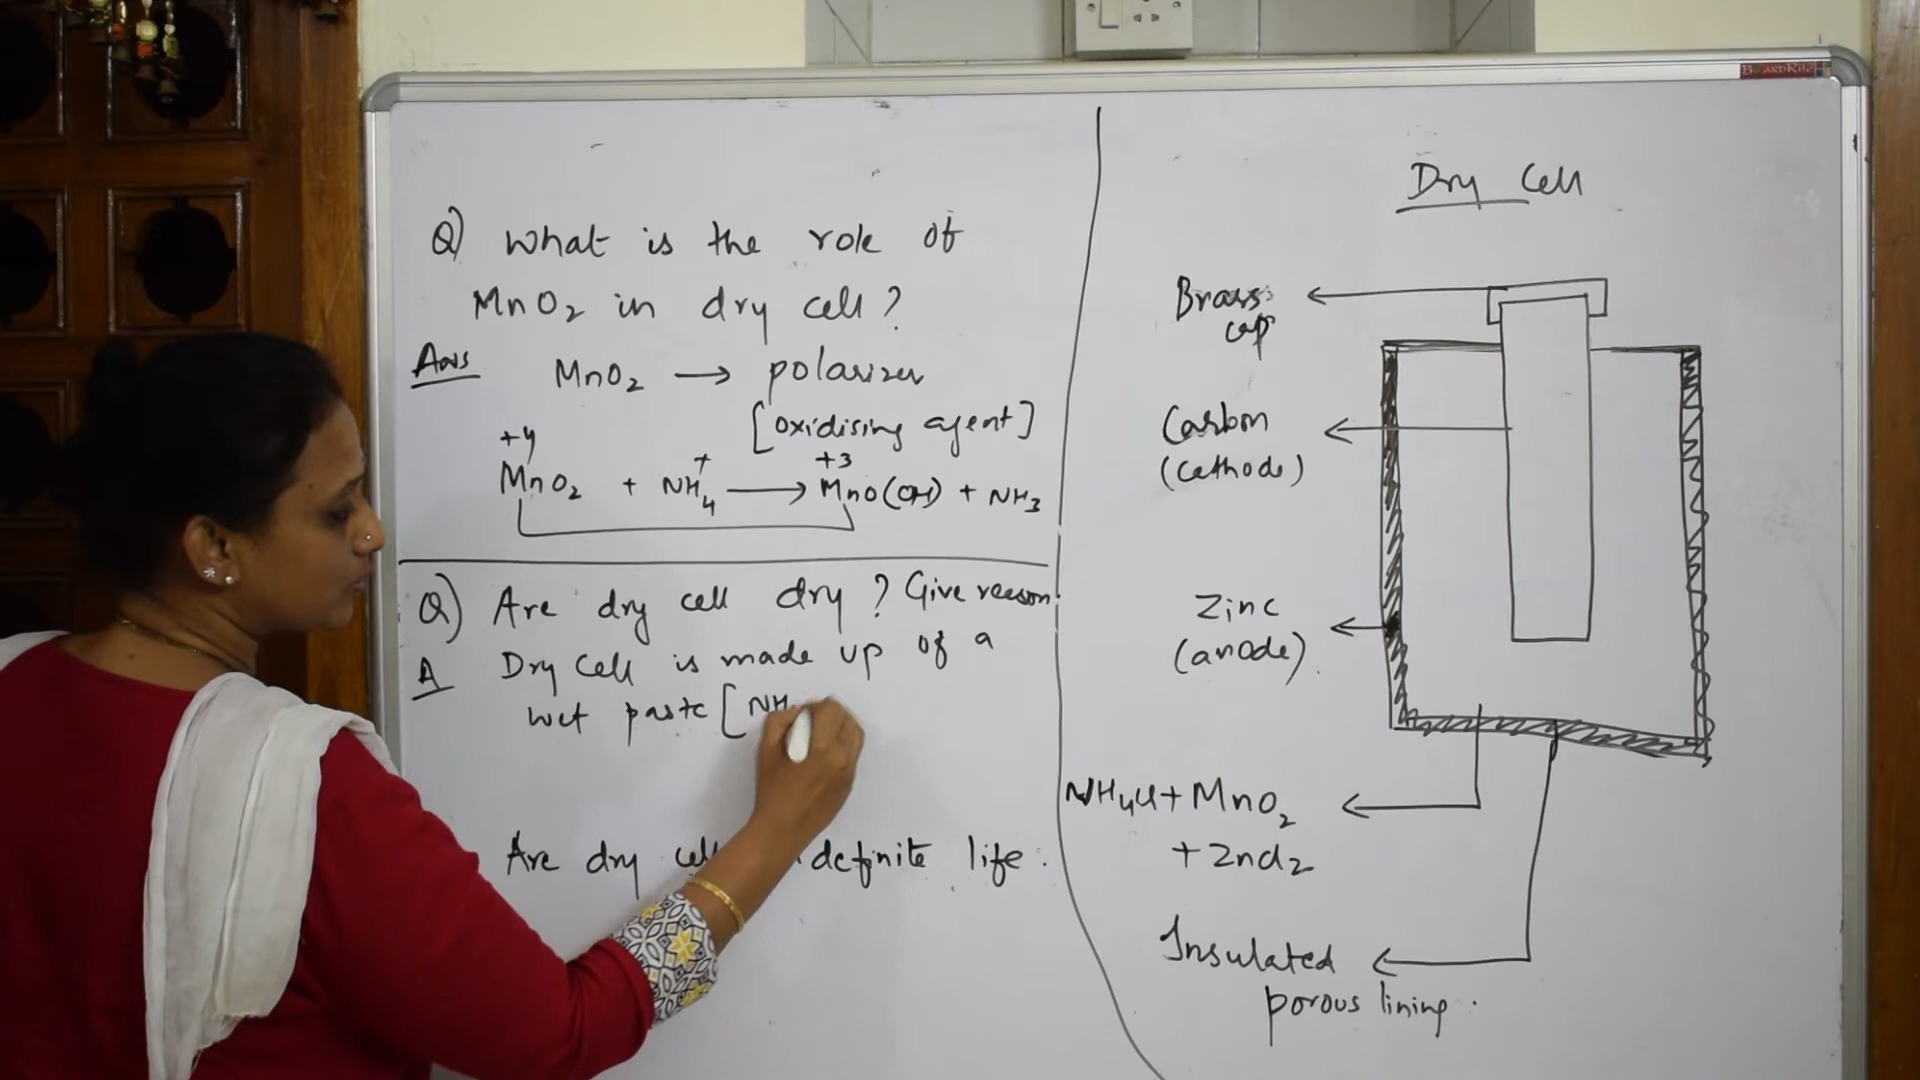 BOARDRITE
Q) What is the role of
MnO₂ in dry cell?
Ans MnO₂ → polarizer
[oxidising agent]
+4 + +3
MnO₂ + NH₄ → MnO(OH) + NH₃
Q) Are dry cell dry? Give reason
A Dry Cell is made up of a
wet paste [NH
Are dry cell definite life.
Dry Cell
Brass
cap
Carbon
(cathode)
Zinc
(anode)
NH₄Cl + MnO₂
+ ZnCl₂
Insulated
porous lining.